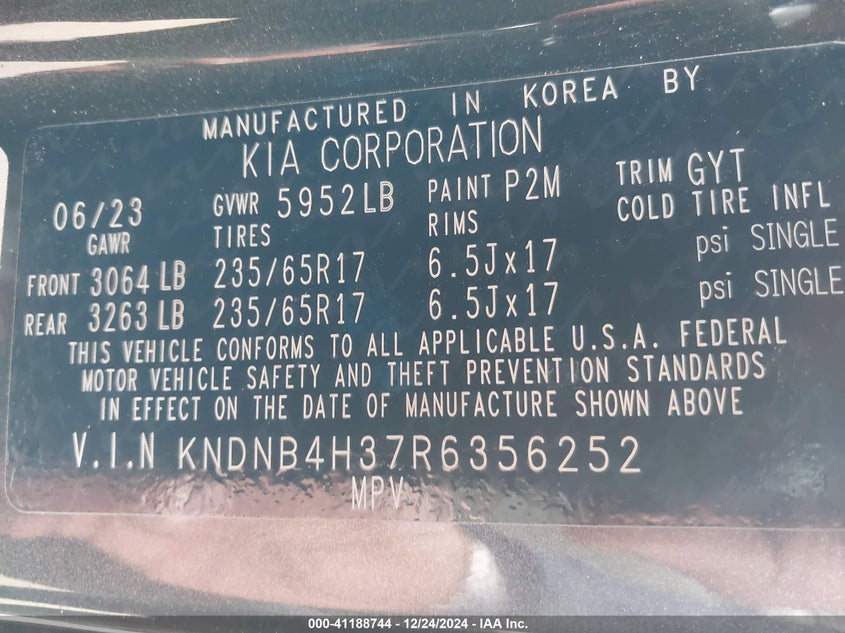 MANUFACTURED IN KOREA BY
KIA CORPORATION
06/23 GVWR 5952LB PAINT P2M TRIM GYT
GAWR TIRES RIMS COLD TIRE INFL
FRONT 3064 LB 235/65R17 6.5Jx17 psi SINGLE
REAR 3263 LB 235/65R17 6.5Jx17 psi SINGLE
THIS VEHICLE CONFORMS TO ALL APPLICABLE U.S.A. FEDERAL
MOTOR VEHICLE SAFETY AND THEFT PREVENTION STANDARDS
IN EFFECT ON THE DATE OF MANUFACTURE SHOWN ABOVE
V.I.N KNDNB4H37R6356252
MPV
000-41188744 - 12/24/2024 - IAA Inc.